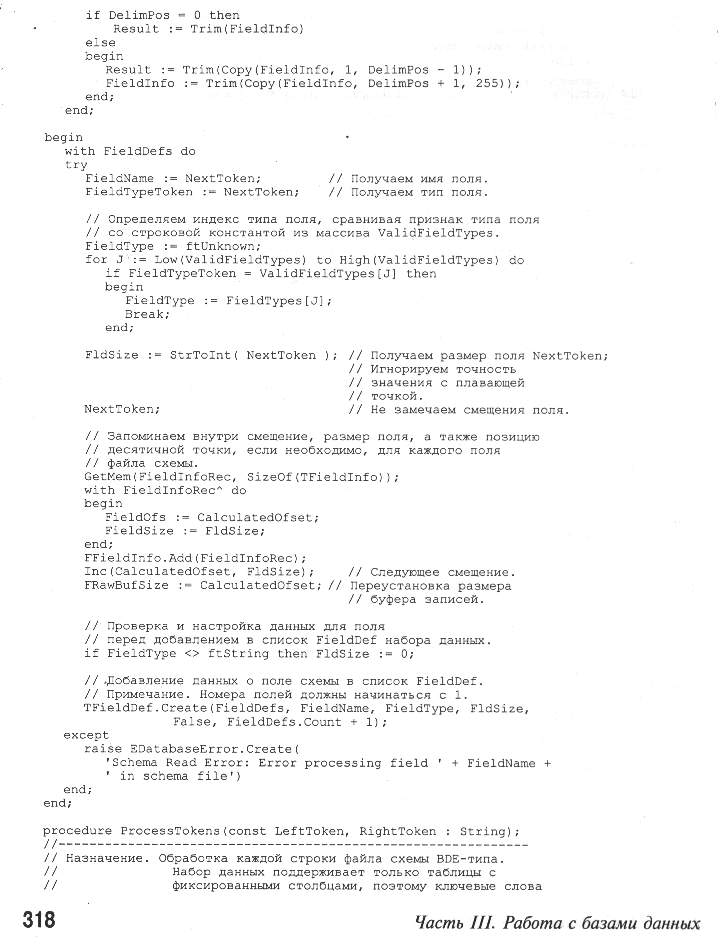 if DelimPos = 0 then
Result := Trim(FieldInfo)
else
begin
Result := Trim(Copy(FieldInfo, 1, DelimPos - 1));
FieldInfo := Trim(Copy(FieldInfo, DelimPos + 1, 255));
end;
end;
begin
with FieldDefs do
try
FieldName := NextToken; // Получаем имя поля.
FieldTypeToken := NextToken; // Получаем тип поля.
// Определяем индекс типа поля, сравнивая признак типа поля
// со строковой константой из массива ValidFieldTypes.
FieldType := ftUnknown;
for J := Low(ValidFieldTypes) to High(ValidFieldTypes) do
if FieldTypeToken = ValidFieldTypes[J] then
begin
FieldType := FieldTypes[J];
Break;
end;
FldSize := StrToInt( NextToken ); // Получаем размер поля NextToken;
// Игнорируем точность
// значения с плавающей
// точкой.
NextToken; // Не замечаем смещения поля.
// Запоминаем внутри смещение, размер поля, а также позицию
// десятичной точки, если необходимо, для каждого поля
// файла схемы.
GetMem(FieldInfoRec, SizeOf(TFieldInfo));
with FieldInfoRec^ do
begin
FieldOfs := CalculatedOfset;
FieldSize := FldSize;
end;
FFieldInfo.Add(FieldInfoRec);
Inc(CalculatedOfset, FldSize); // Следующее смещение.
FRawBufSize := CalculatedOfset; // Переустановка размера
// буфера записей.
// Проверка и настройка данных для поля
// перед добавлением в список FieldDef набора данных.
if FieldType <> ftString then FldSize := 0;
// Добавление данных о поле схемы в список FieldDef.
// Примечание. Номера полей должны начинаться с 1.
TFieldDef.Create(FieldDefs, FieldName, FieldType, FldSize,
False, FieldDefs.Count + 1);
except
raise EDatabaseError.Create(
'Schema Read Error: Error processing field ' + FieldName +
' in schema file')
end;
end;
procedure ProcessTokens(const LeftToken, RightToken : String);
//---------------------------------------------------------
// Назначение. Обработка каждой строки файла схемы BDE-типа.
// Набор данных поддерживает только таблицы с
// фиксированными столбцами, поэтому ключевые слова
318 Часть III. Работа с базами данных